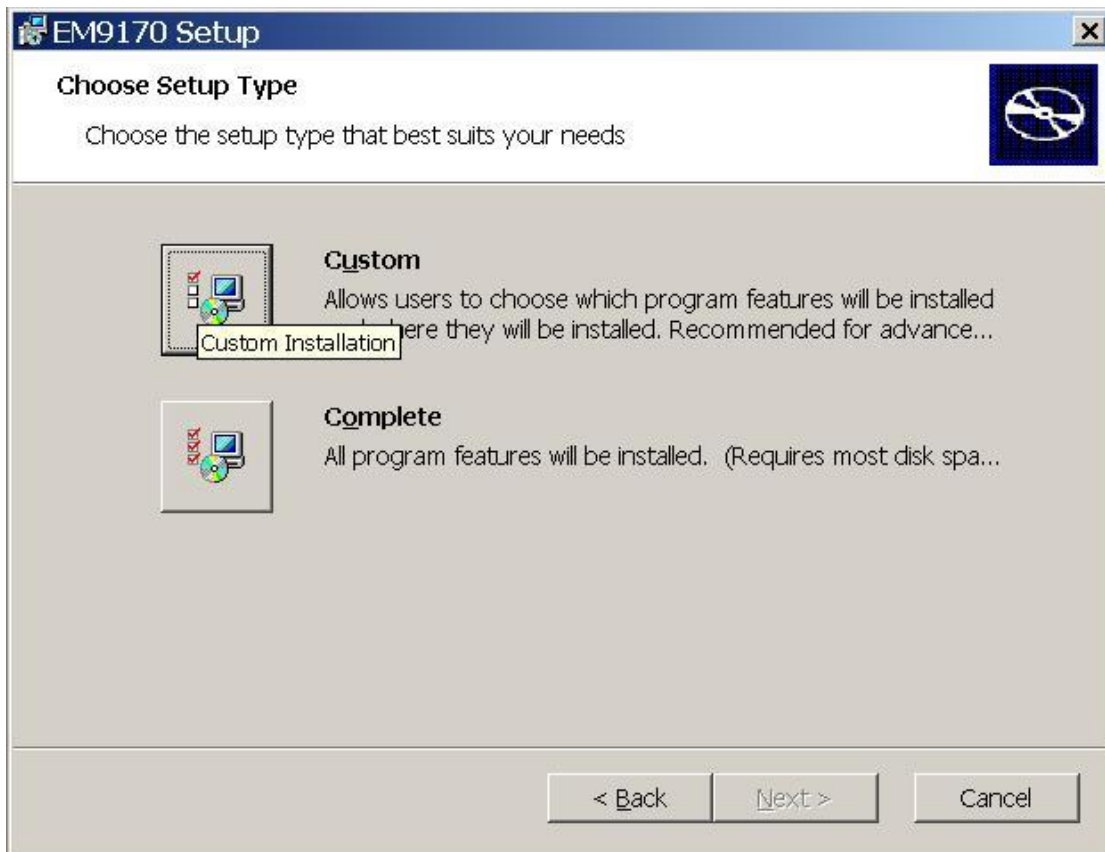 EM9170 Setup
Choose Setup Type
Choose the setup type that best suits your needs
Custom
Allows users to choose which program features will be installed
ere they will be installed. Recommended for advance...
Custom Installation
Complete
All program features will be installed. (Requires most disk spa...
< Back
Next >
Cancel